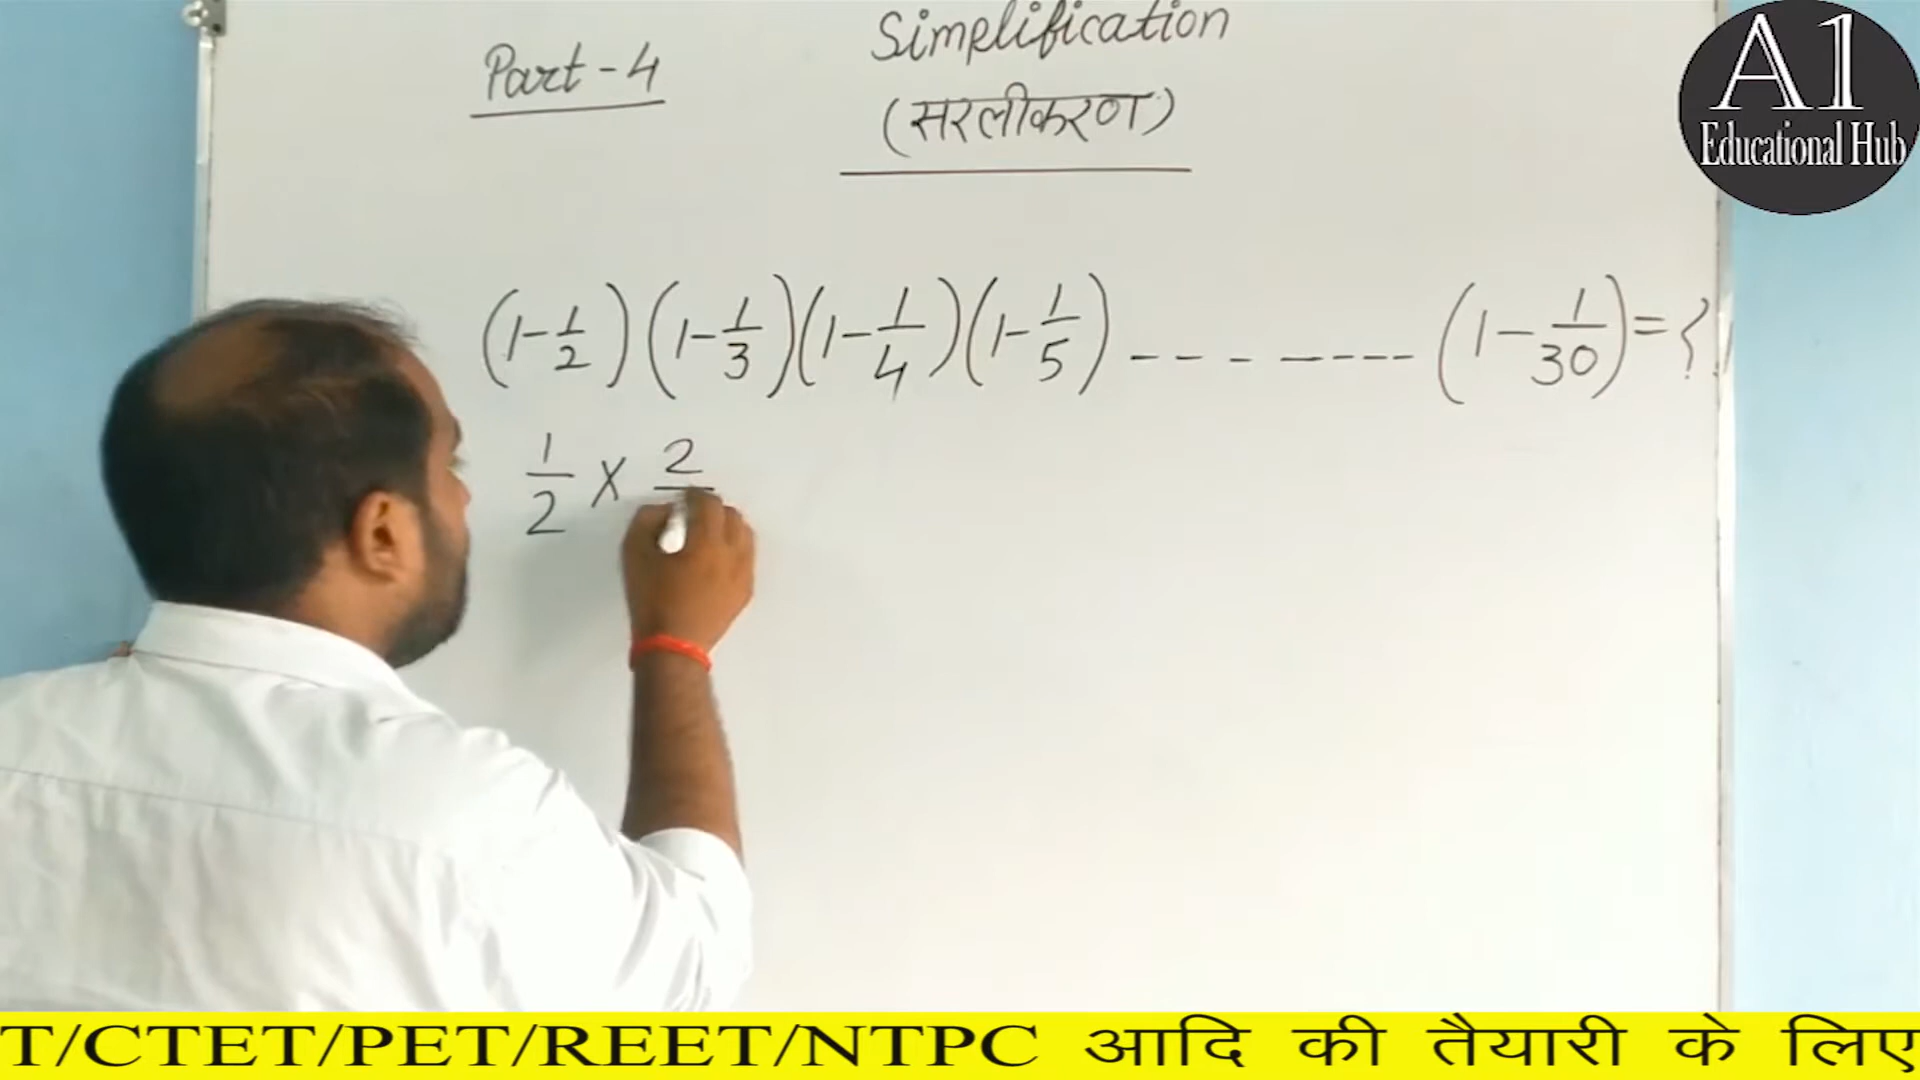 Part-4
Simplification
(सरलीकरण)
A1
Educational Hub
(1-1/2)(1-1/3)(1-1/4)(1-1/5)--- ----(1-1/30)=?
1/2 × 2/
T/CTET/PET/REET/NTPC आदि की तैयारी के लिए